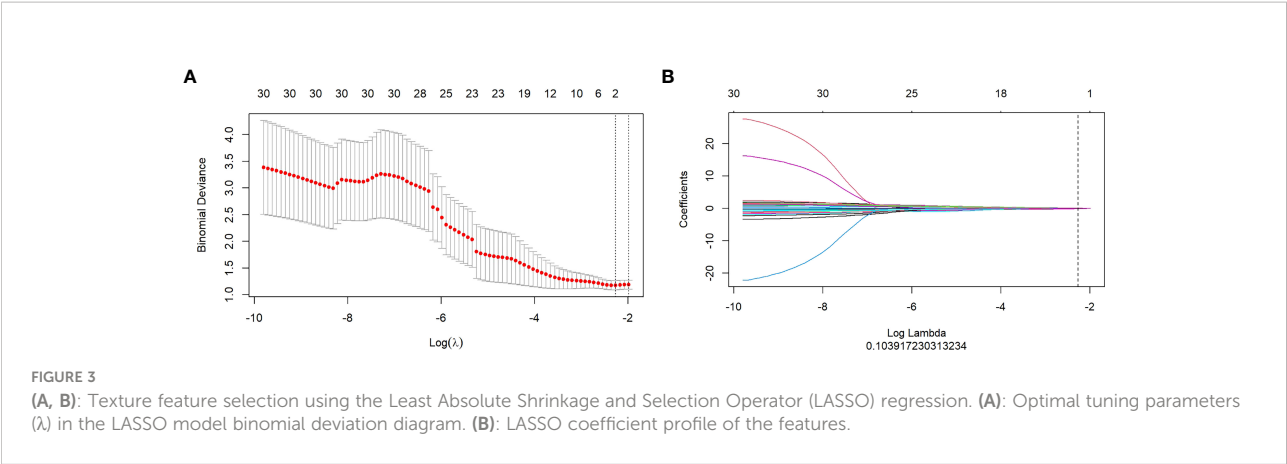 A
30 30 30 30 30 30 28 25 23 23 19 12 10 6 2
4.0
3.5
3.0
2.5
2.0
1.5
1.0
Binomial Deviance
-10 -8 -6 -4 -2
Log(λ)
B
30 30 25 18 1
20
10
0
-10
-20
Coefficients
-10 -8 -6 -4 -2
Log Lambda
0.103917230313234
FIGURE 3
(A, B): Texture feature selection using the Least Absolute Shrinkage and Selection Operator (LASSO) regression. (A): Optimal tuning parameters
(λ) in the LASSO model binomial deviation diagram. (B): LASSO coefficient profile of the features.